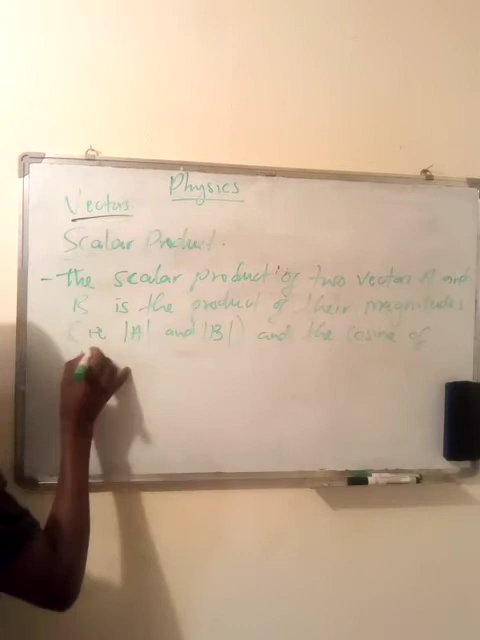 Physics
Vectors
Scalar Product.
- The scalar product of two vectors A and
B is the product of their magnitudes
(ie |A| and |B|) and the cosine of